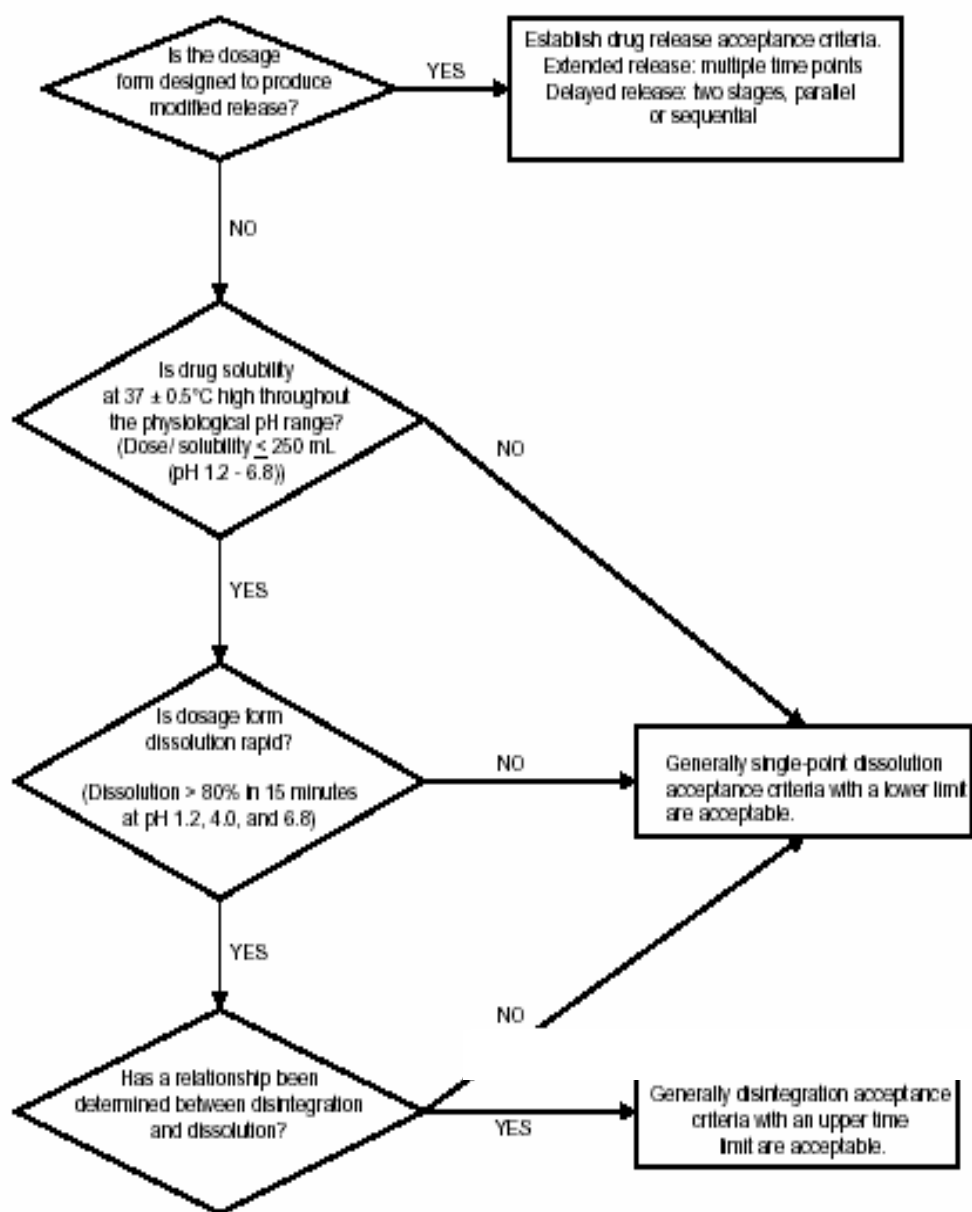 Is the dosage
form designed to produce
modified release?
YES
Establish drug release acceptance criteria.
Extended release: multiple time points
Delayed release: two stages, parallel
or sequential
NO
Is drug solubility
at 37 ± 0.5°C high throughout
the physiological pH range?
(Dose/ solubility ≤ 250 mL
(pH 1.2 - 6.8))
NO
YES
Is dosage form
dissolution rapid?
(Dissolution > 80% in 15 minutes
at pH 1.2, 4.0, and 6.8)
NO
Generally single-point dissolution
acceptance criteria with a lower limit
are acceptable.
YES
NO
Has a relationship been
determined between disintegration
and dissolution?
YES
Generally disintegration acceptance
criteria with an upper time
limit are acceptable.